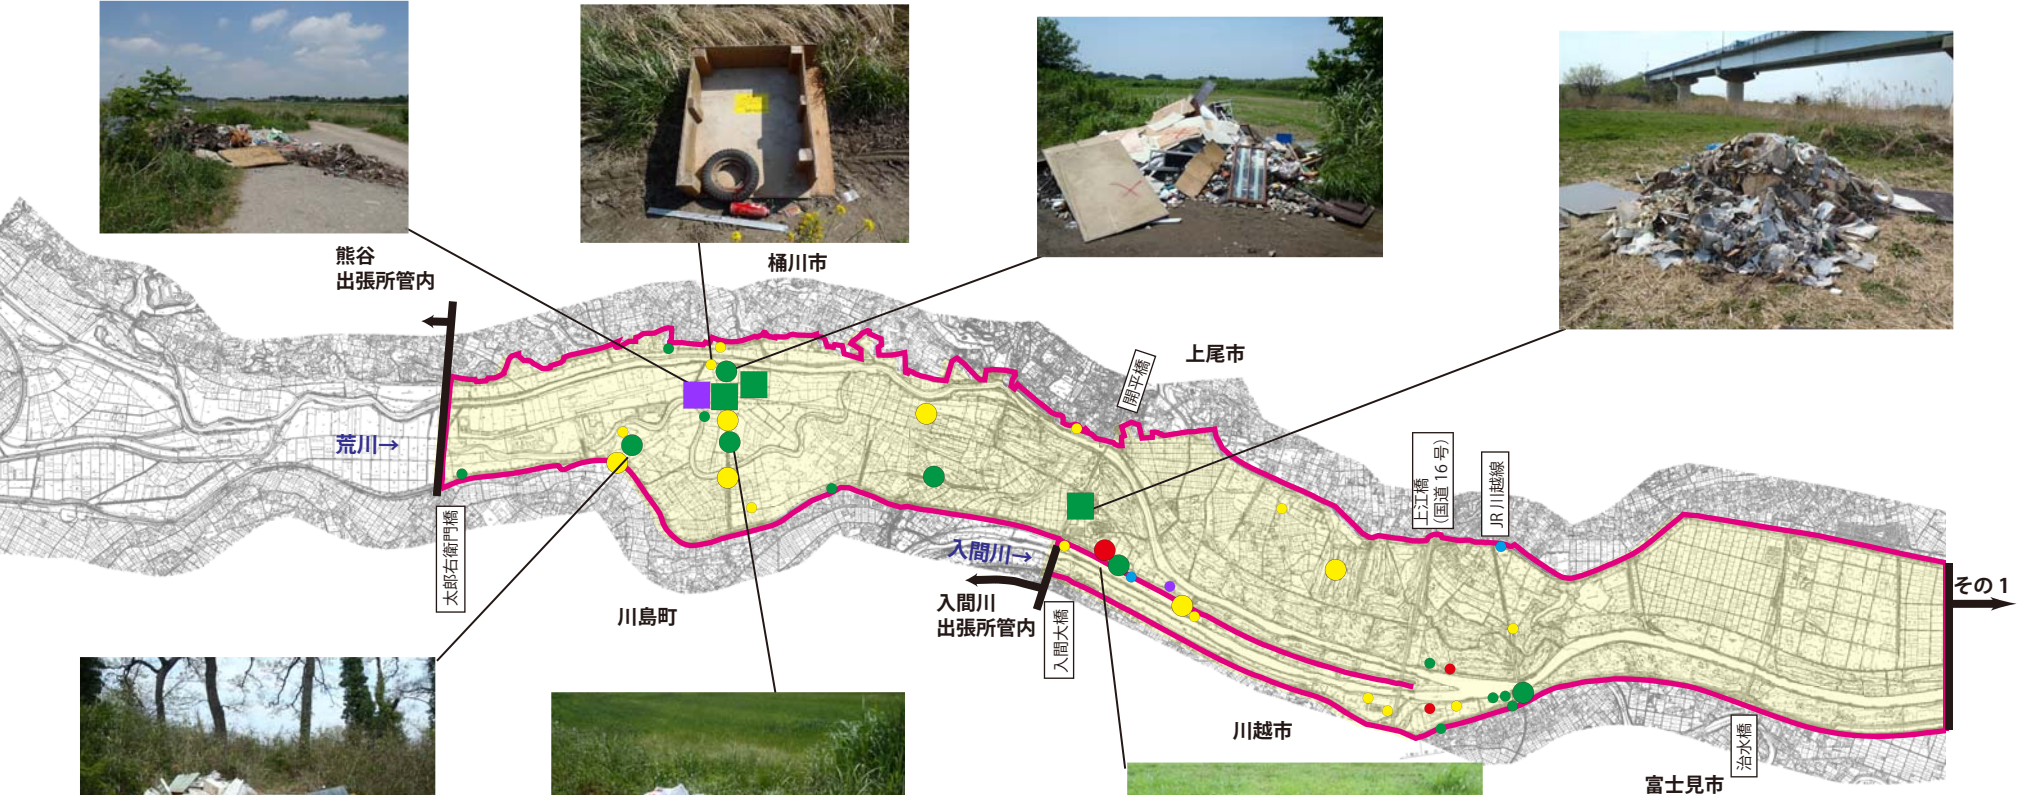 熊谷
出張所管内
桶川市
上尾市
開平橋
荒川→
上江橋
（国道 16 号）
JR川越線
太郎右衛門橋
入間川→
その 1
川島町
入間川
出張所管内
入間大橋
川越市
治水橋
富士見市